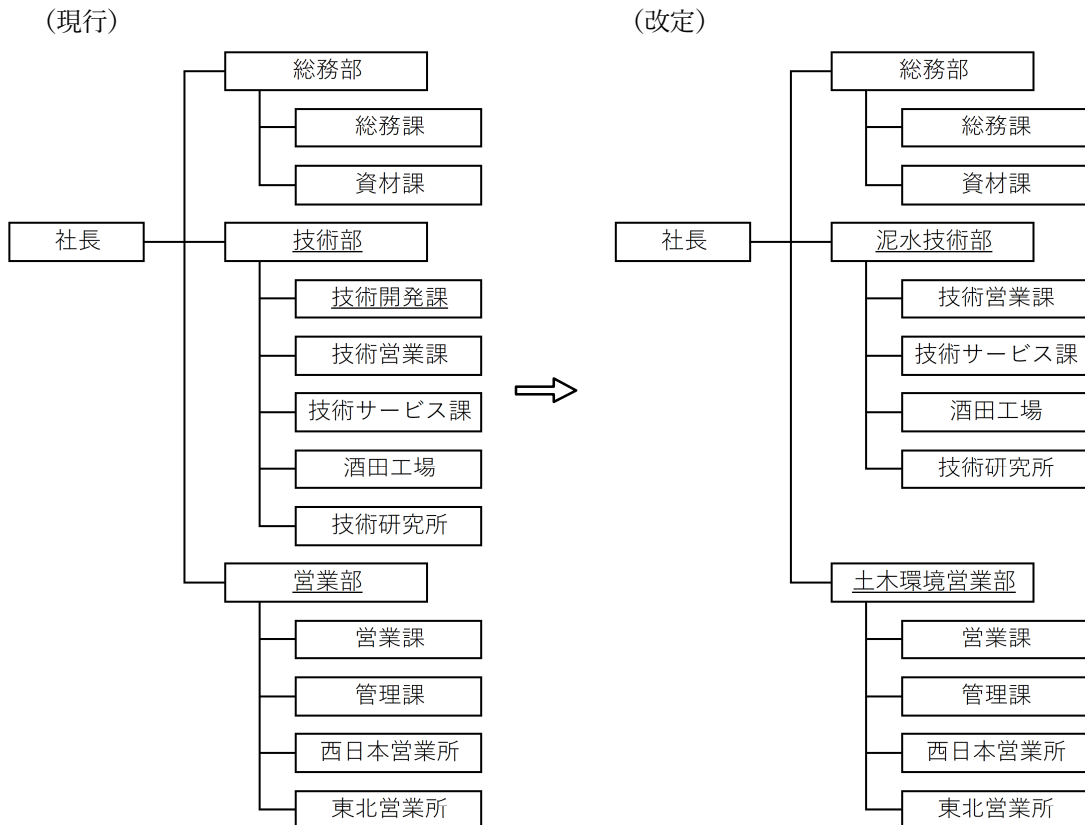 (現行)
総務部
総務課
資材課
社長
技術部
技術開発課
技術営業課
技術サービス課
酒田工場
技術研究所
営業部
営業課
管理課
西日本営業所
東北営業所
(改定)
総務部
総務課
資材課
社長
泥水技術部
技術営業課
技術サービス課
酒田工場
技術研究所
土木環境営業部
営業課
管理課
西日本営業所
東北営業所